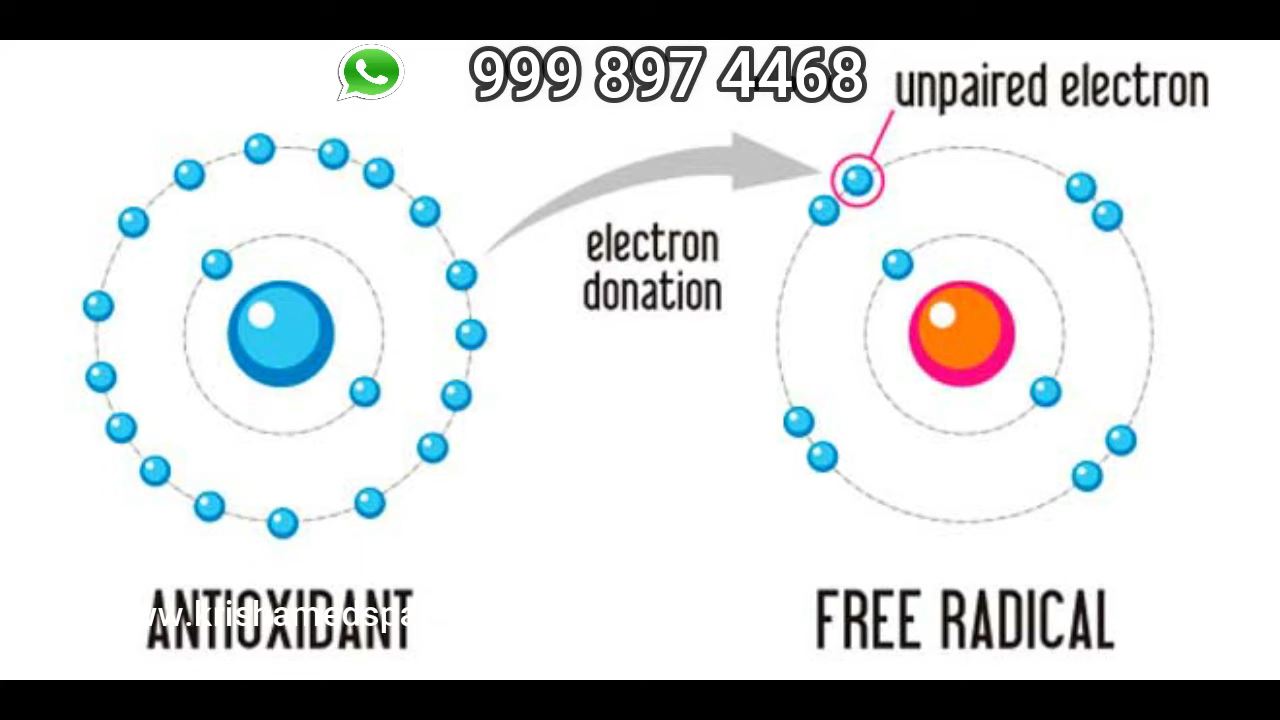 999 897 4468
unpaired electron
electron
donation
ANTIOXIDANT
FREE RADICAL